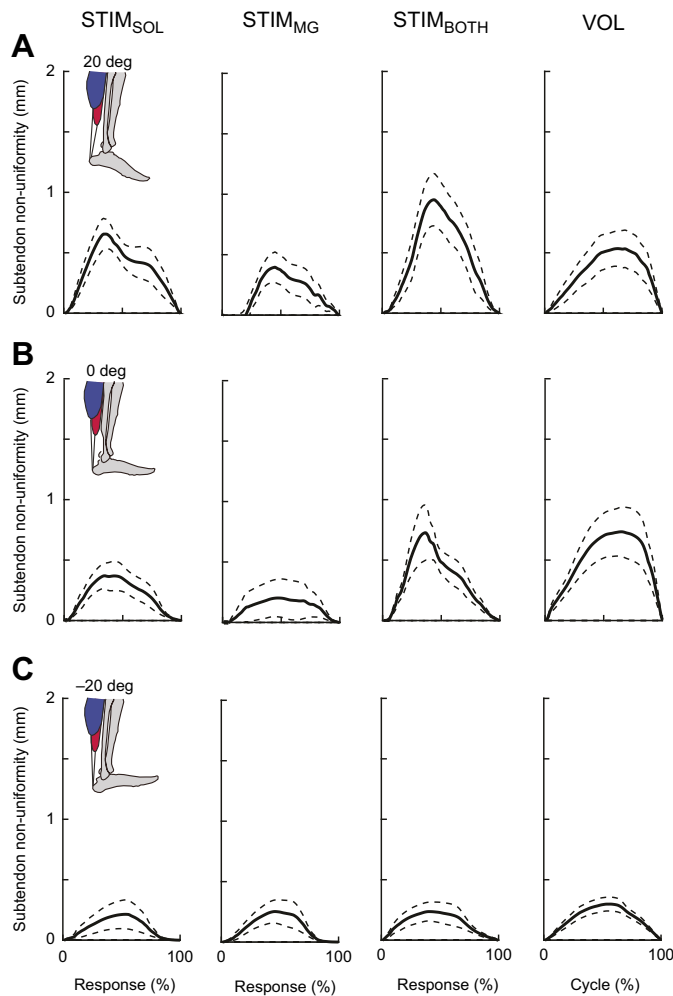 STIMSOL STIMMG STIMBOTH VOL
A
20 deg
2
1
0
Subtendon non-uniformity (mm)
B
0 deg
2
1
0
Subtendon non-uniformity (mm)
C
–20 deg
2
1
0
Subtendon non-uniformity (mm)
0 100 0 100 0 100 0 100
Response (%) Response (%) Response (%) Cycle (%)